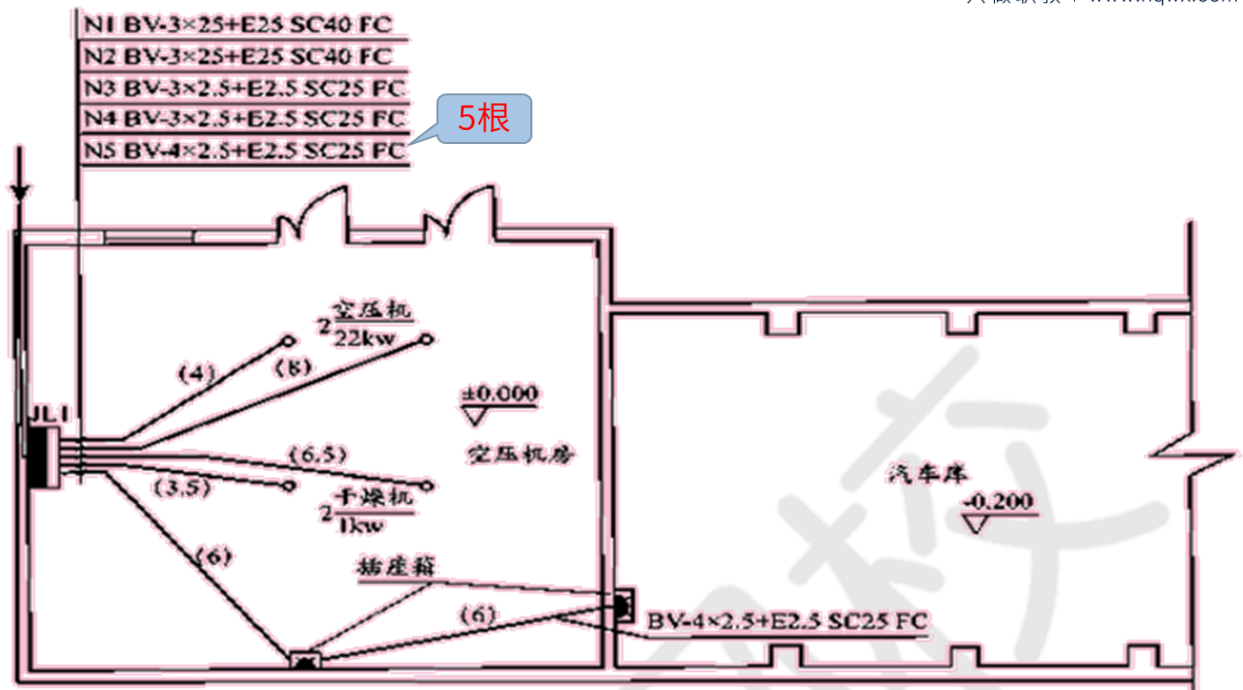 N1 BV-3×25+E25 SC40 FC
N2 BV-3×25+E25 SC40 FC
N3 BV-3×2.5+E2.5 SC25 FC
N4 BV-3×2.5+E2.5 SC25 FC
N5 BV-4×2.5+E2.5 SC25 FC
5根
2 空压机
22kw
(4)
(8)
±0.000
JL1
(6.5)
空压机房
(3.5)
汽车库
2 干燥机
1kw
-0.200
(6)
插座箱
(6)
BV-4×2.5+E2.5 SC25 FC